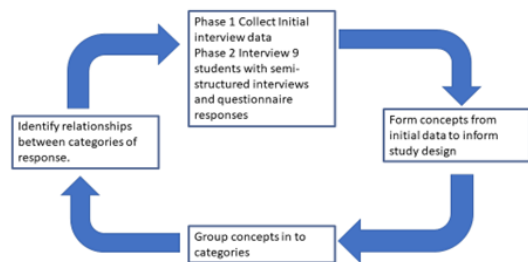 Phase 1 Collect Initial
interview data
Phase 2 Interview 9
students with semi-
structured interviews
and questionnaire
responses
Form concepts from
initial data to inform
study design
Group concepts in to
categories
Identify relationships
between categories of
response.